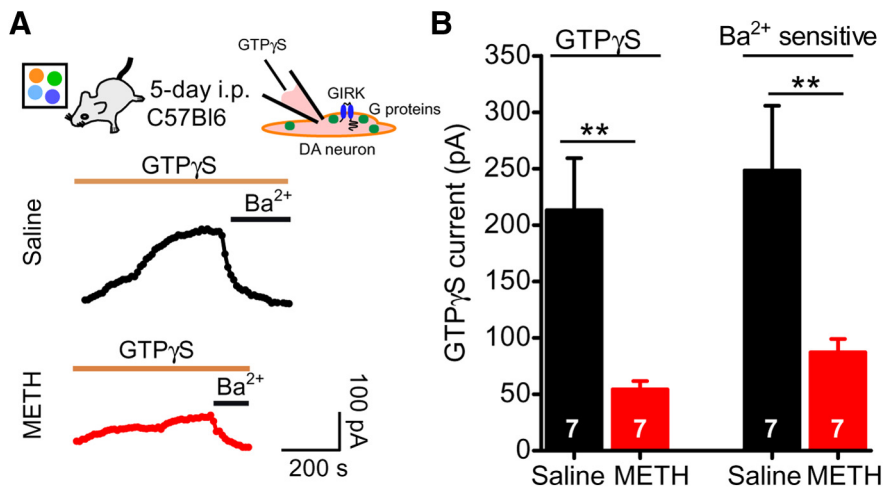 A
5-day i.p.
C57Bl6
GTPγS
GIRK
G proteins
DA neuron
GTPγS
Ba²⁺
Saline
GTPγS
Ba²⁺
METH
100 pA
200 s
B
GTPγS
Ba²⁺ sensitive
**
**
GTPγS current (pA)
350
300
250
200
150
100
50
0
7
7
7
7
Saline METH
Saline METH